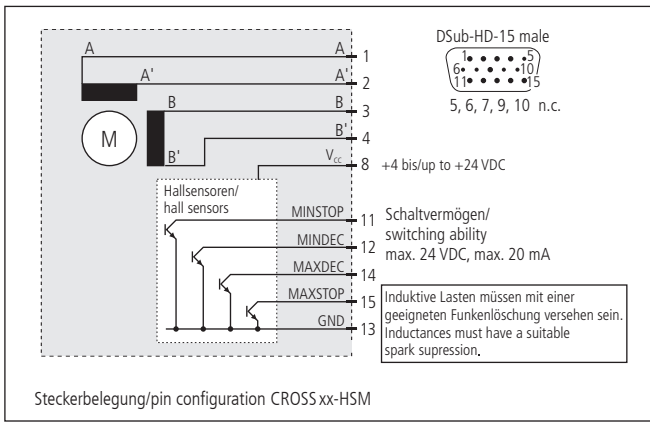 DSub-HD-15 male
1 5
6 10
11 15
5, 6, 7, 9, 10 n.c.
A A 1
A' A' 2
B B 3
B' B' 4
M
Vcc 8 +4 bis/up to +24 VDC
Hallsensoren/
hall sensors
MINSTOP 11
MINDEC 12
MAXDEC 14
MAXSTOP 15
GND 13
Schaltvermögen/
switching ability
max. 24 VDC, max. 20 mA
Induktive Lasten müssen mit einer
geeigneten Funkenlöschung versehen sein.
Inductances must have a suitable
spark supression.
Steckerbelegung/pin configuration CROSS xx-HSM